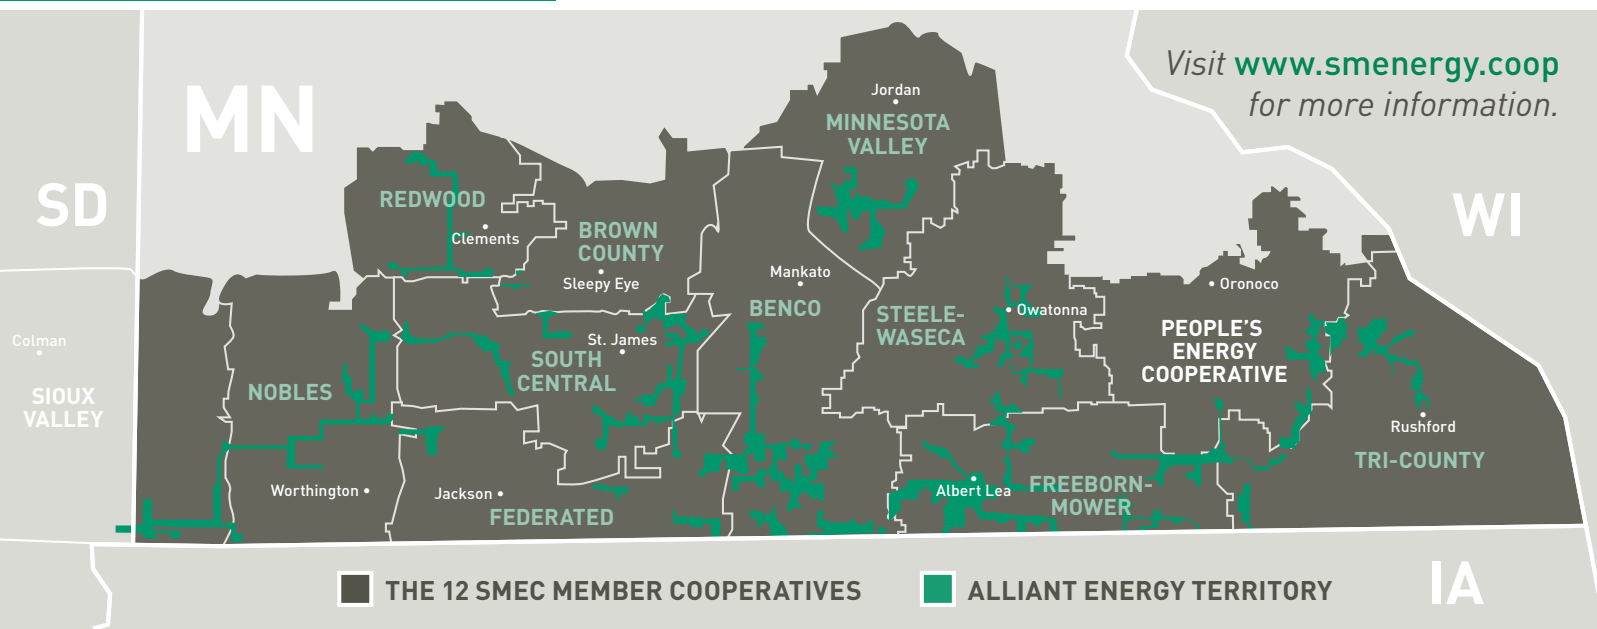 Visit www.smenergy.coop
for more information.
MN
SD
WI
IA
Jordan
MINNESOTA
VALLEY
REDWOOD
Clements
BROWN
COUNTY
Sleepy Eye
Mankato
BENCO
STEELE-
WASECA
Owatonna
Oronoco
PEOPLE'S
ENERGY
COOPERATIVE
Colman
SIOUX
VALLEY
NOBLES
St. James
SOUTH
CENTRAL
Rushford
TRI-COUNTY
Worthington
Jackson
FEDERATED
Albert Lea
FREEBORN-
MOWER
THE 12 SMEC MEMBER COOPERATIVES
ALLIANT ENERGY TERRITORY